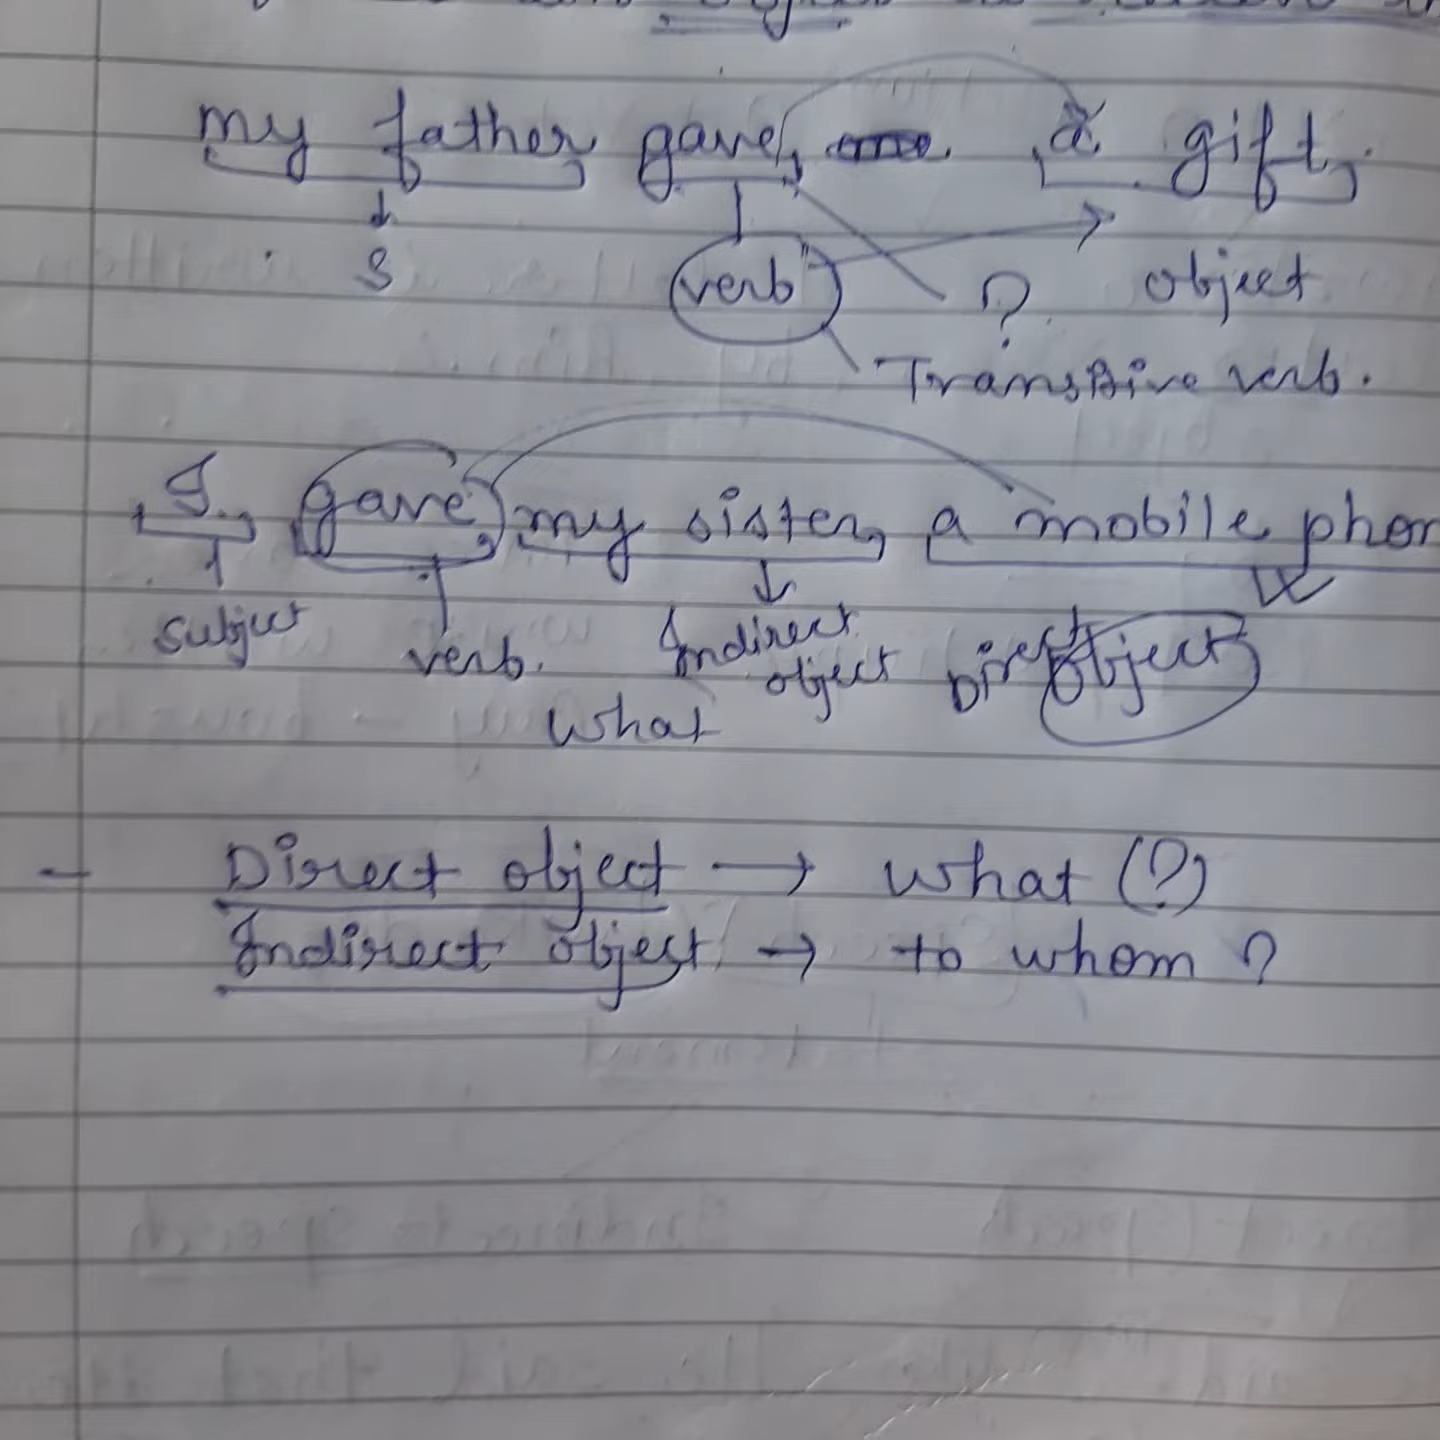 my father gave a gift.
S verb ? object
Transitive verb.
I gave my sister a mobile phon
subject verb. Indirect object Direct object
what
- Direct object → what (?)
Indirect object → to whom ?